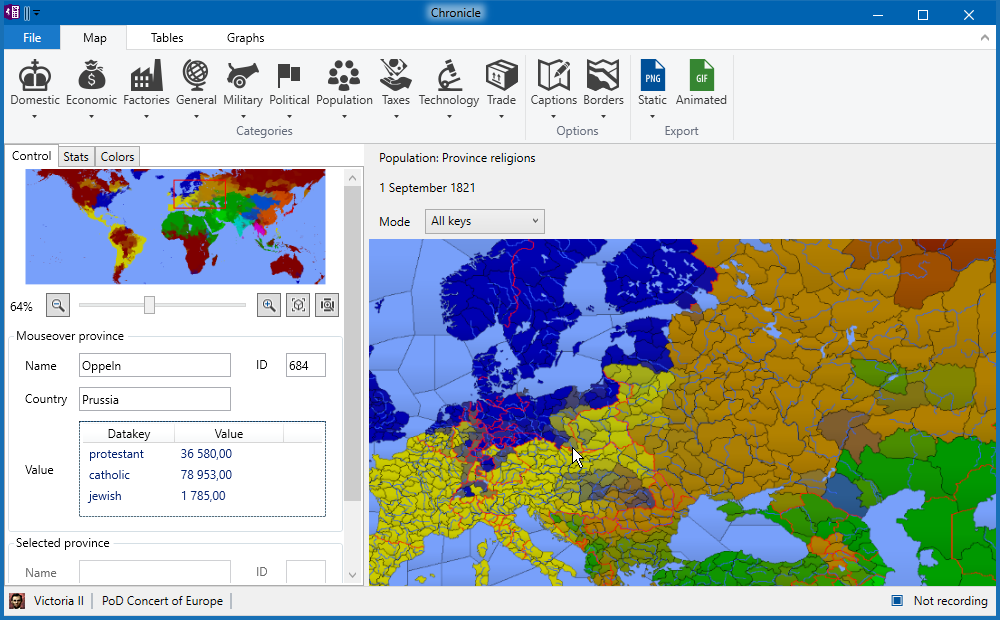 Chronicle
File Map Tables Graphs
Domestic Economic Factories General Military Political Population Taxes Technology Trade Captions Borders PNG Static GIF Animated
Categories Options Export
Control Stats Colors
Population: Province religions
1 September 1821
Mode All keys
64%
Mouseover province
Name Oppeln ID 684
Country Prussia
Datakey Value
protestant 36 580,00
Value
catholic 78 953,00
jewish 1 785,00
Selected province
Name ID
Victoria II PoD Concert of Europe Not recording